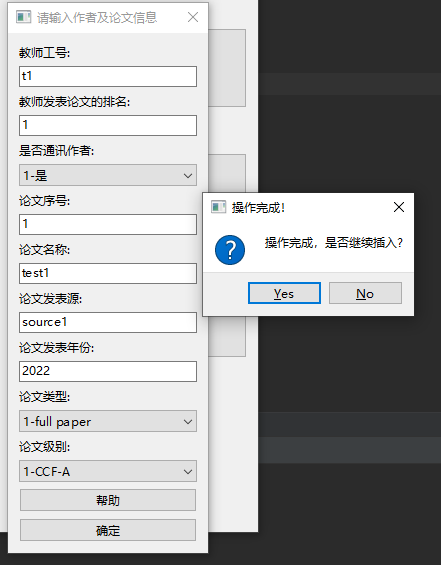 请输入作者及论文信息
教师工号:
t1
教师发表论文的排名:
1
是否通讯作者:
1-是
论文序号:
1
论文名称:
test1
论文发表源:
source1
论文发表年份:
2022
论文类型:
1-full paper
论文级别:
1-CCF-A
帮助
确定
操作完成!
操作完成，是否继续插入?
Yes
No